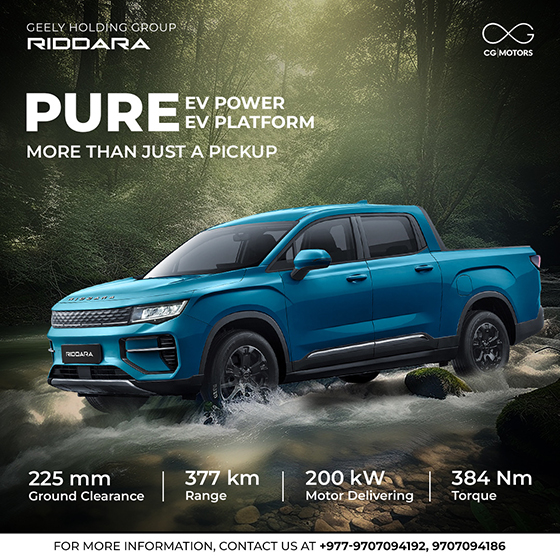 GEELY HOLDING GROUP
RIDDARA
CG|MOTORS
PURE
EV POWER
EV PLATFORM
MORE THAN JUST A PICKUP
RIDDARA
RIDDARA
225 mm
Ground Clearance
377 km
Range
200 kW
Motor Delivering
384 Nm
Torque
FOR MORE INFORMATION, CONTACT US AT +977-9707094192, 9707094186